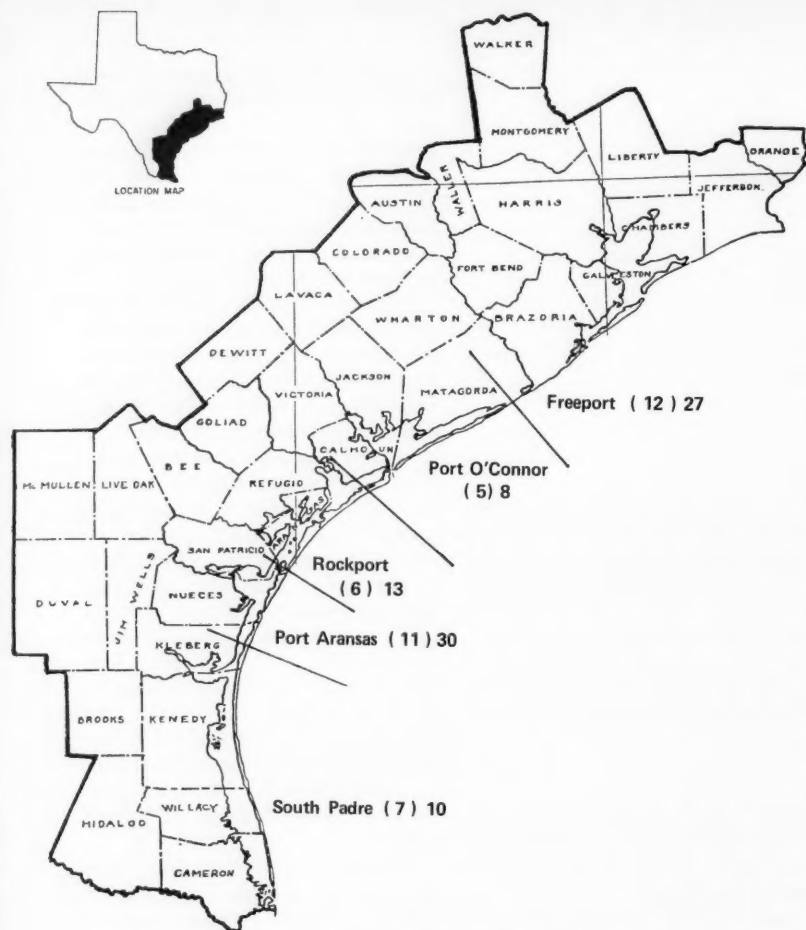 LOCATION MAP
WALKER
MONTGOMERY
LIBERTY
ORANGE
JEFFERSON
WALLER
HARRIS
AUSTIN
CHAMBERS
COLORADO
FORT BEND
GALVESTON
LAVACA
WHARTON
BRAZORIA
DEWITT
JACKSON
MATAGORDA
VICTORIA
GOLIAD
CALHOUN
Freeport (12) 27
BEE
Port O'Connor
(5) 8
McMULLEN
LIVE OAK
REFUGIO
ARANSAS
SAN PATRICIO
Rockport
(6) 13
JIM WELLS
NUECES
DUVAL
Port Aransas (11) 30
KLEBERG
BROOKS
KENEDY
South Padre (7) 10
WILLACY
HIDALGO
CAMERON